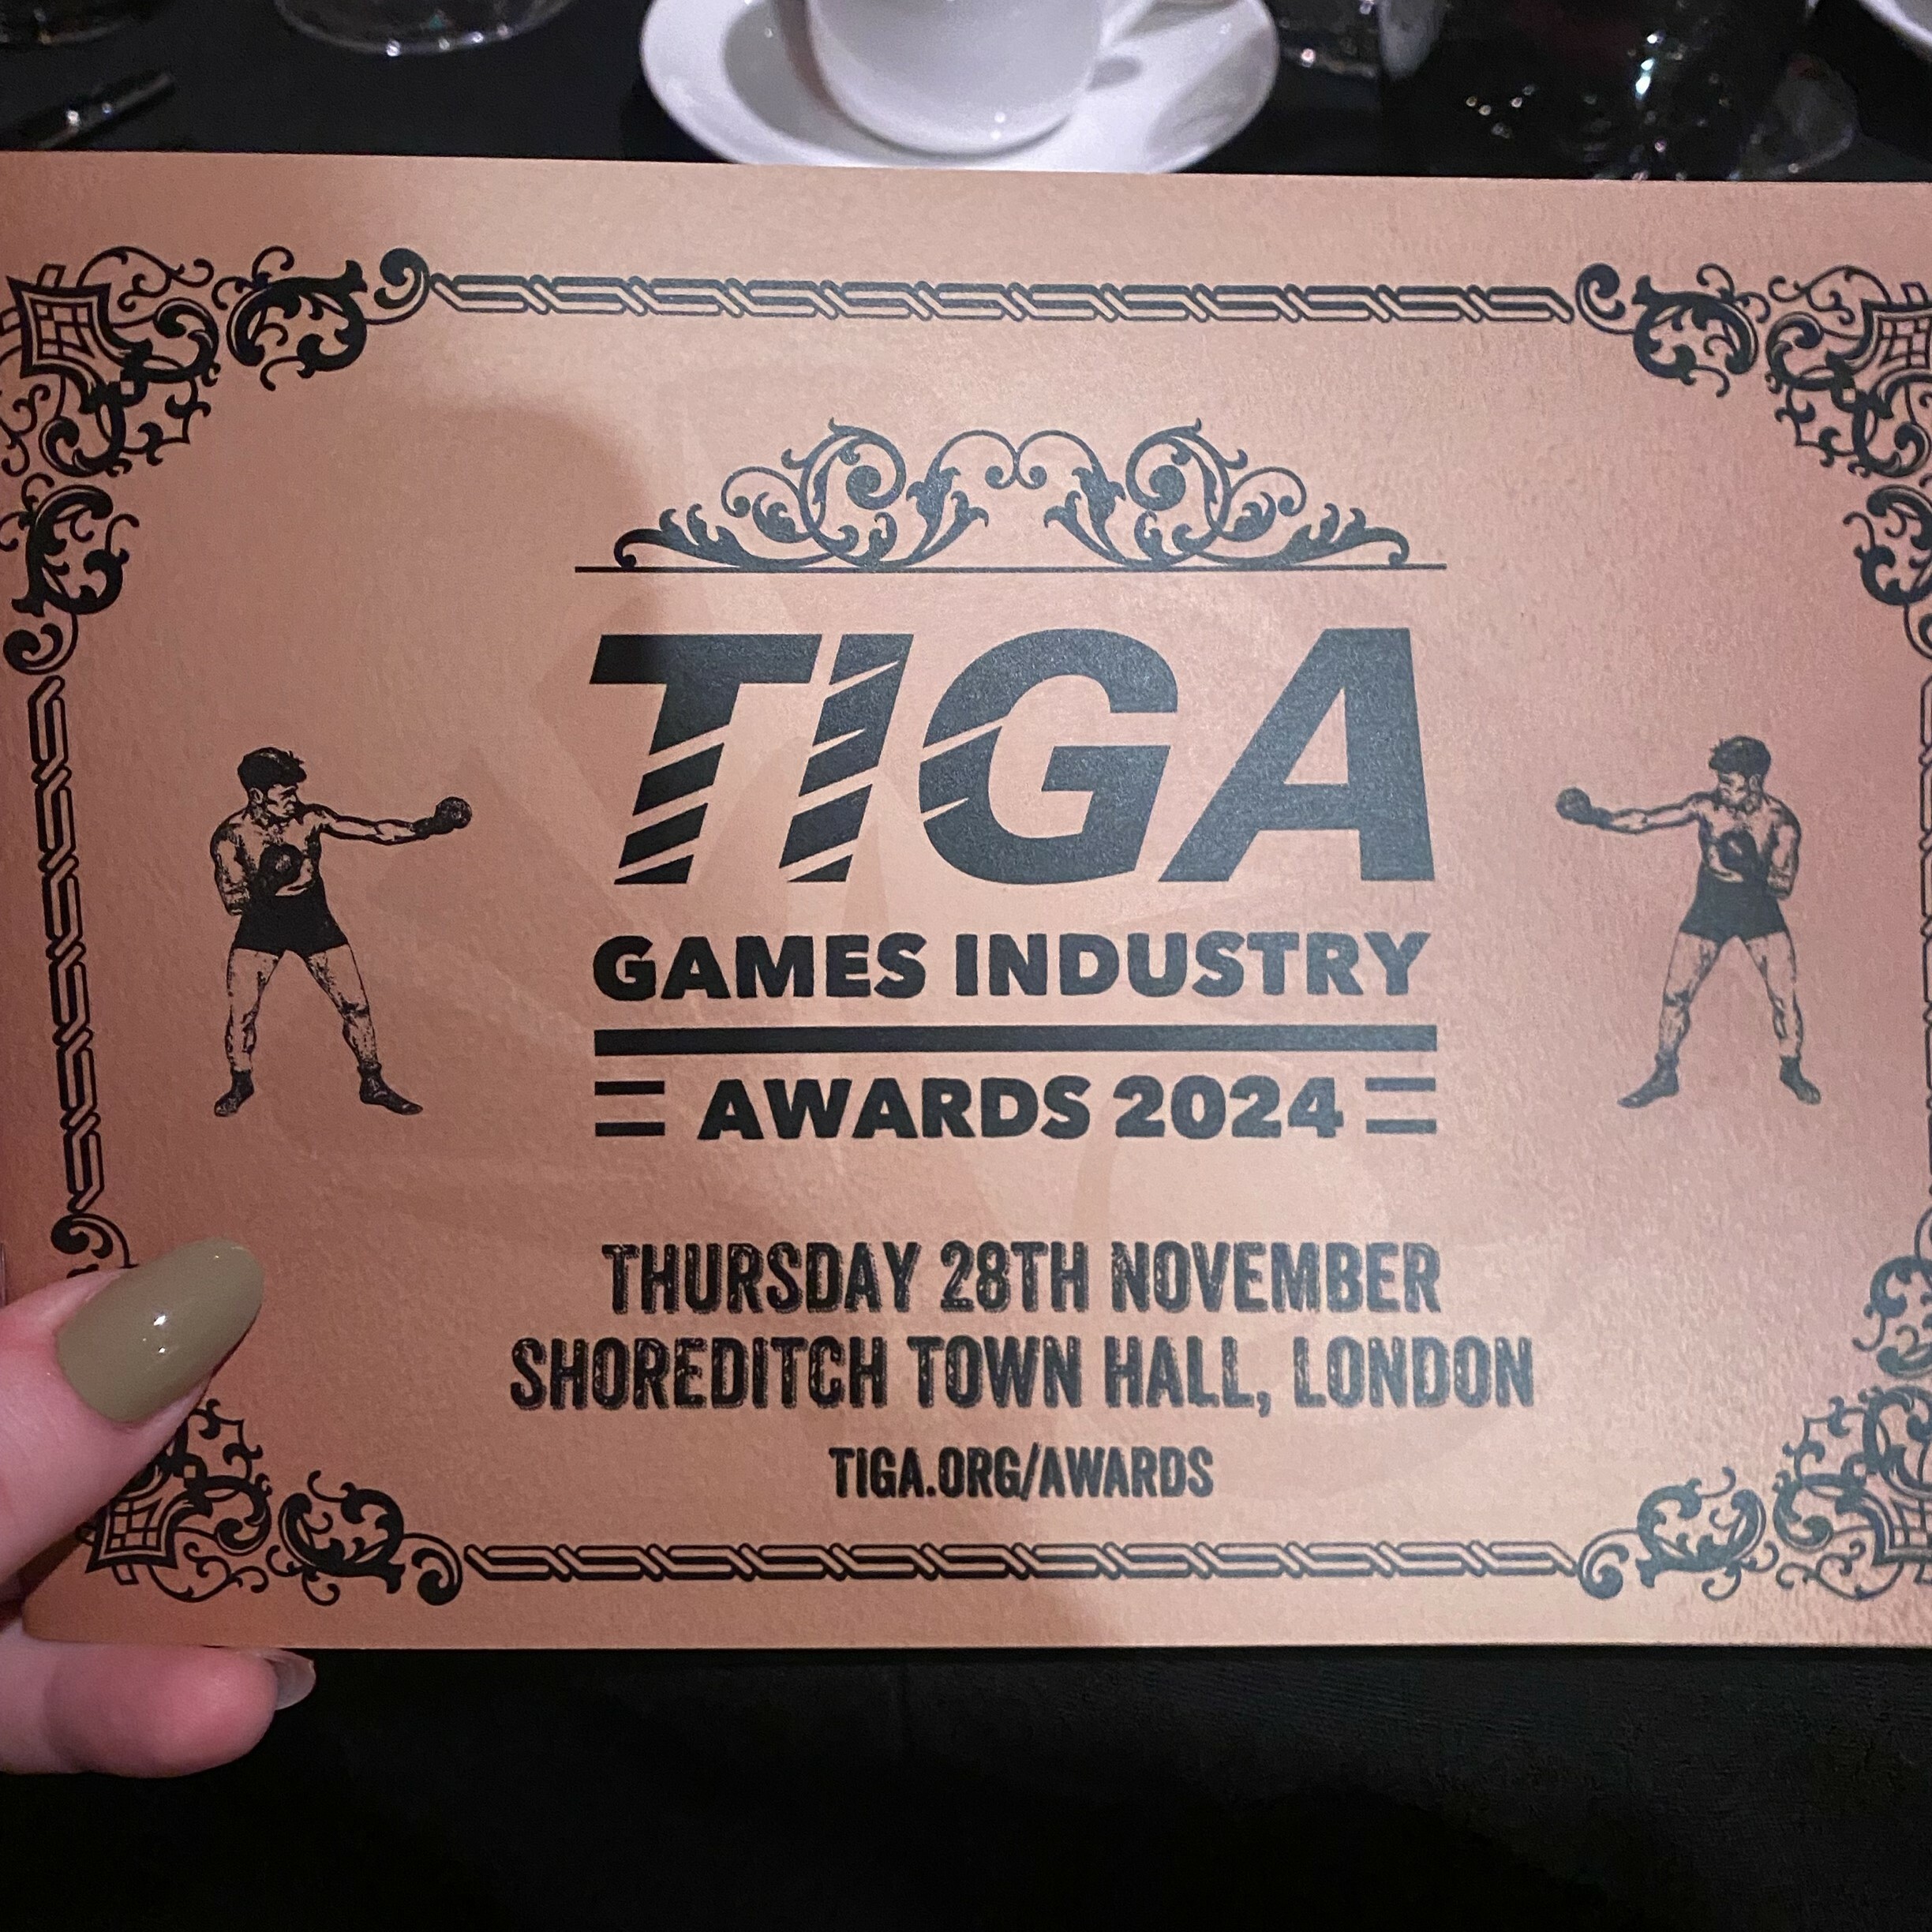 TIGA
GAMES INDUSTRY
AWARDS 2024
THURSDAY 28TH NOVEMBER
SHOREDITCH TOWN HALL, LONDON
TIGA.ORG/AWARDS